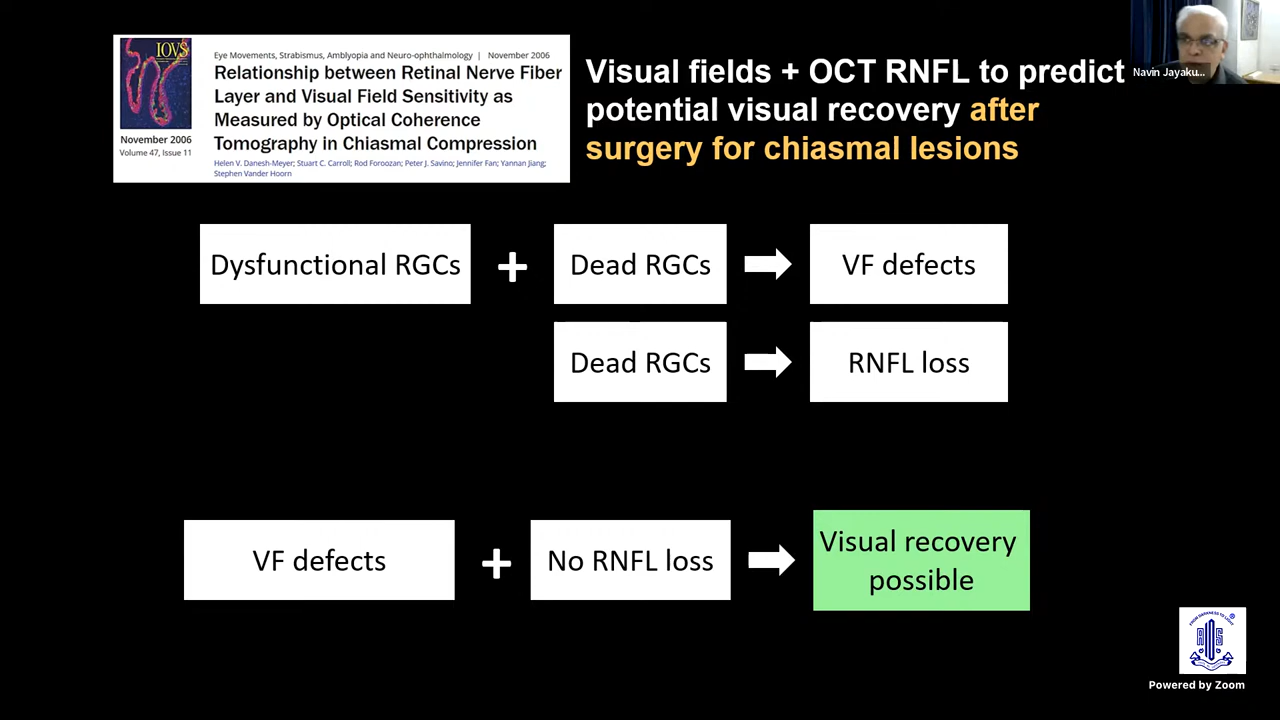 IOVS
November 2006
Volume 47, Issue 11
Eye Movements, Strabismus, Amblyopia and Neuro-ophthalmology | November 2006
Relationship between Retinal Nerve Fiber
Layer and Visual Field Sensitivity as
Measured by Optical Coherence
Tomography in Chiasmal Compression
Helen V. Danesh-Meyer; Stuart C. Carroll; Rod Foroozan; Peter J. Savino; Jennifer Fan; Yannan Jiang;
Stephen Vander Hoorn
Visual fields + OCT RNFL to predict
potential visual recovery after
surgery for chiasmal lesions
Navin Jayaku...
Dysfunctional RGCs + Dead RGCs VF defects
Dead RGCs RNFL loss
VF defects + No RNFL loss Visual recovery
possible
Powered by Zoom